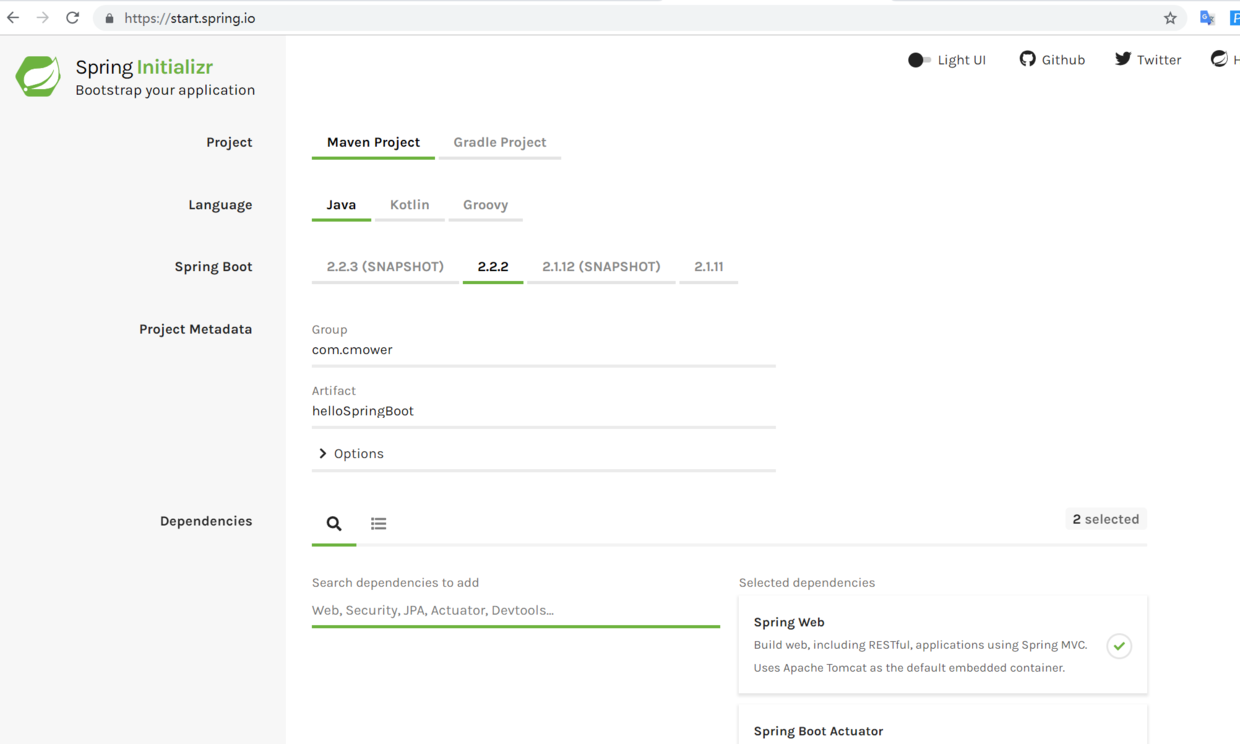 https://start.spring.io
Spring Initializr
Bootstrap your application
Light UI
Github
Twitter
H
Project
Maven Project
Gradle Project
Language
Java
Kotlin
Groovy
Spring Boot
2.2.3 (SNAPSHOT)
2.2.2
2.1.12 (SNAPSHOT)
2.1.11
Project Metadata
Group
com.cmower
Artifact
helloSpringBoot
Options
Dependencies
2 selected
Search dependencies to add
Web, Security, JPA, Actuator, Devtools...
Selected dependencies
Spring Web
Build web, including RESTful, applications using Spring MVC.
Uses Apache Tomcat as the default embedded container.
Spring Boot Actuator